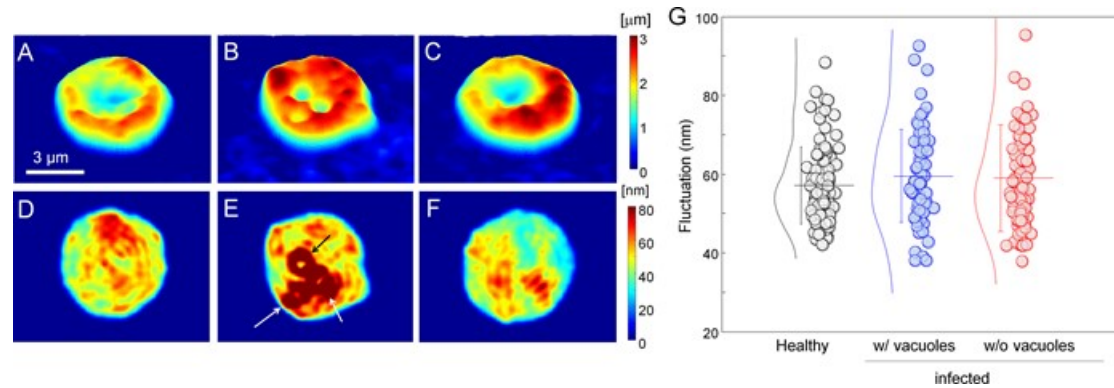 A
B
C
[μm]
3
2
1
0
3 μm
D
E
F
[nm]
80
60
40
20
0
G
Fluctuation (nm)
100
80
60
40
20
Healthy
w/ vacuoles
w/o vacuoles
infected